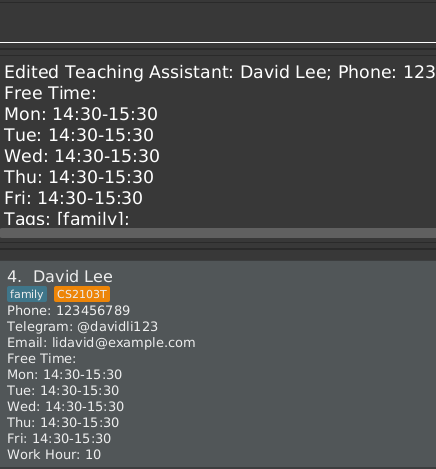 Edited Teaching Assistant: David Lee; Phone: 123
Free Time:
Mon: 14:30-15:30
Tue: 14:30-15:30
Wed: 14:30-15:30
Thu: 14:30-15:30
Fri: 14:30-15:30
Tags: [family];
4. David Lee
family CS2103T
Phone: 123456789
Telegram: @davidli123
Email: lidavid@example.com
Free Time:
Mon: 14:30-15:30
Tue: 14:30-15:30
Wed: 14:30-15:30
Thu: 14:30-15:30
Fri: 14:30-15:30
Work Hour: 10